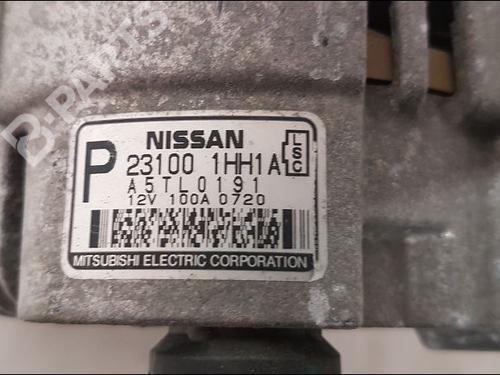 B-PARTS
NISSAN
P 23100 1HH1A LSC
A5TL0191
12V 100A 0720
MITSUBISHI ELECTRIC CORPORATION